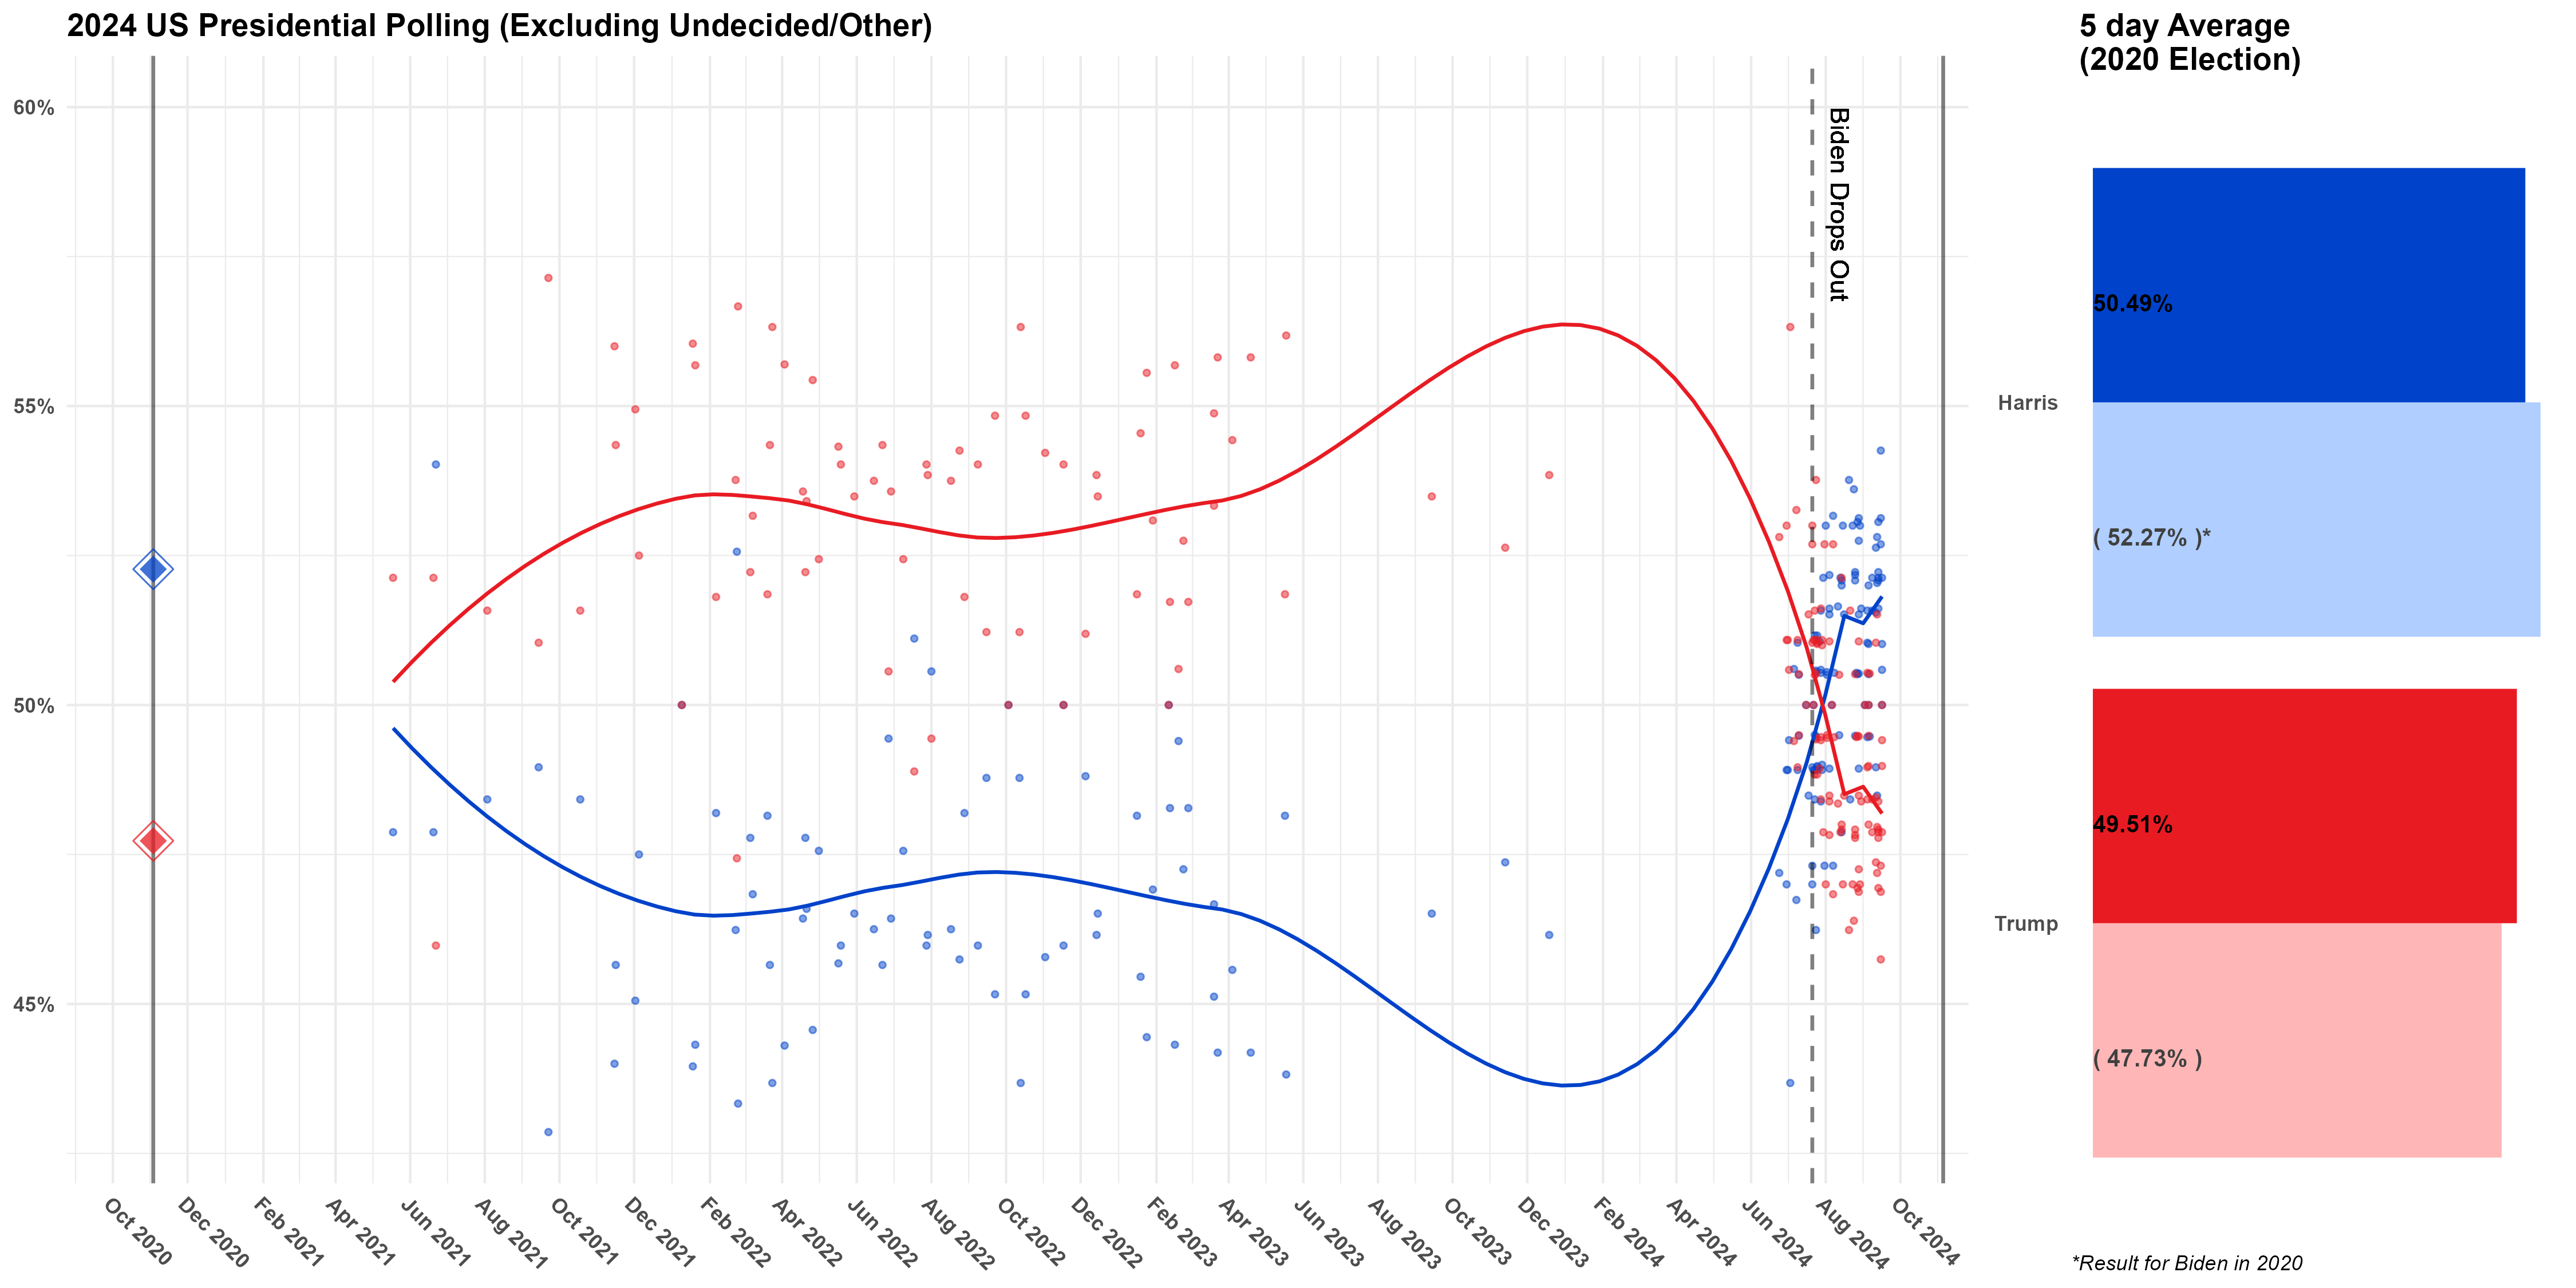 2024 US Presidential Polling (Excluding Undecided/Other)
5 day Average
(2020 Election)
60%
55%
50%
45%
Biden Drops Out
Oct 2020
Dec 2020
Feb 2021
Apr 2021
Jun 2021
Aug 2021
Oct 2021
Dec 2021
Feb 2022
Apr 2022
Jun 2022
Aug 2022
Oct 2022
Dec 2022
Feb 2023
Apr 2023
Jun 2023
Aug 2023
Oct 2023
Dec 2023
Feb 2024
Apr 2024
Jun 2024
Aug 2024
Oct 2024
Harris
50.49%
( 52.27% )*
Trump
49.51%
( 47.73% )
*Result for Biden in 2020